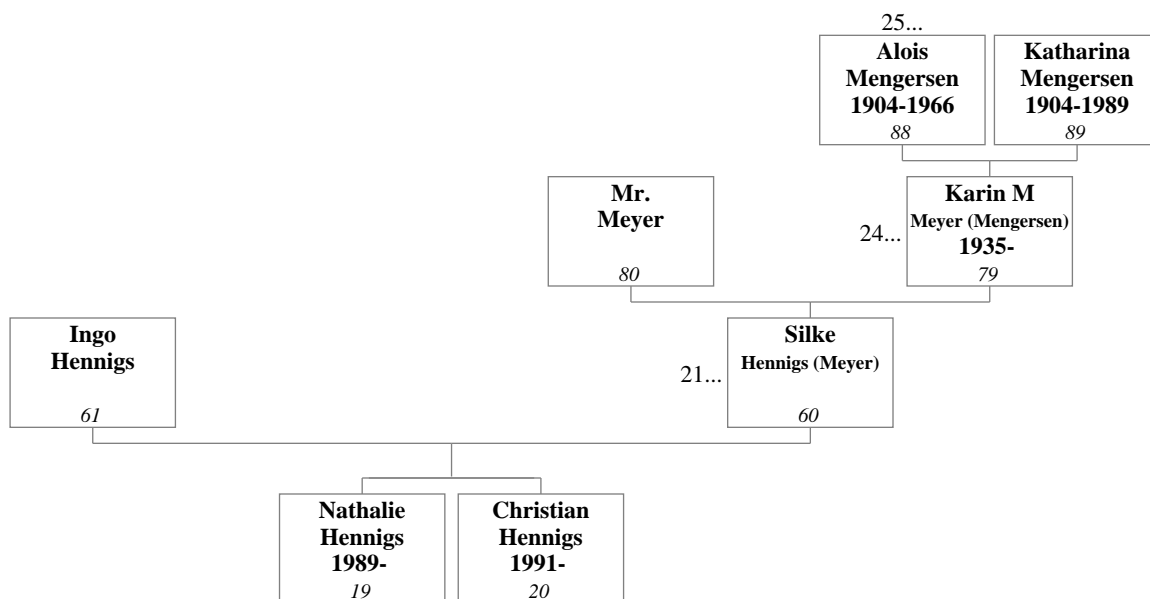 25...
Alois
Mengersen
1904-1966
88
Katharina
Mengersen
1904-1989
89
Mr.
Meyer
80
24...
Karin M
Meyer (Mengersen)
1935-
79
Ingo
Hennigs
61
21...
Silke
Hennigs (Meyer)
60
Nathalie
Hennigs
1989-
19
Christian
Hennigs
1991-
20